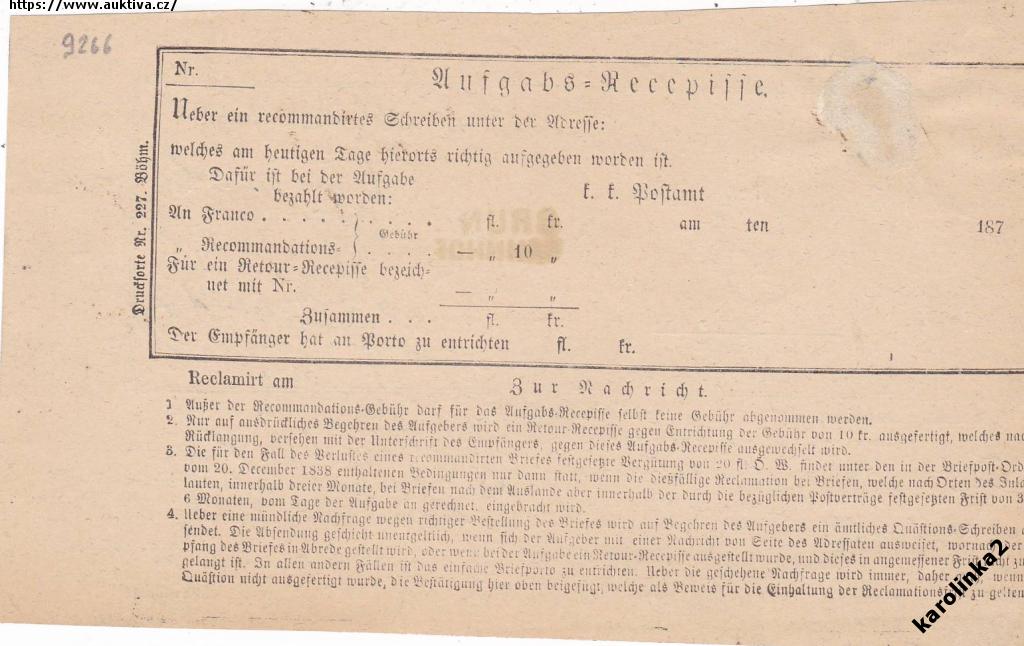 https://www.auktiva.cz/
9266
Nr.
Aufgabs-Recepisse.
Ueber ein recommandirtes Schreiben unter der Adresse:
welches am heutigen Tage hierorts richtig aufgegeben worden ist.
Dafür ist bei der Aufgabe
bezahlt worden:
k. k. Postamt
An Franco . . . . . . . . . fl. kr. am ten 187
Gebühr
„ Recommandations- . . . . — „ 10 „
Für ein Retour-Recepisse bezeich-
net mit Nr. — „ „
Zusammen . . . fl. kr.
Der Empfänger hat an Porto zu entrichten fl. kr.
Drucksorte Nr. 227. Böhm.
Reclamirt am
Zur Nachricht.
1 Außer der Recommandations-Gebühr darf für das Aufgabs-Recepisse selbst keine Gebühr abgenommen werden.
2. Nur auf ausdrückliches Begehren des Aufgebers wird ein Retour-Recepisse gegen Entrichtung der Gebühr von 10 kr. ausgefertigt, welches nac
Rücklangung, versehen mit der Unterschrift des Empfängers, gegen dieses Aufgabs-Recepisse ausgewechselt wird.
3. Die für den Fall des Verlustes eines recommandirten Briefes festgesetzte Vergütung von 20 fl. Ö. W. findet unter den in der Briefpost-Ord
vom 20. December 1838 enthaltenen Bedingungen nur dann statt, wenn die dießfällige Reclamation bei Briefen, welche nach Orten des Inla
lauten, innerhalb dreier Monate, bei Briefen nach dem Auslande aber innerhalb der durch die bezüglichen Postverträge festgesetzten Frist von 3
6 Monaten, vom Tage der Aufgabe an gerechnet, eingebracht wird.
4. Ueber eine mündliche Nachfrage wegen richtiger Bestellung des Briefes wird auf Begehren des Aufgebers ein ämtliches Quästions-Schreiben
sendet. Die Absendung geschieht unentgeltlich, wenn sich der Aufgeber mit einer Nachricht von Seite des Adressaten ausweiset, wornach der
pfang des Briefes in Abrede gestellt wird, oder wenn bei der Aufgabe ein Retour-Recepisse ausgestellt wurde, und dieses in angemessener Frist nicht zu
gelangt ist. In allen andern Fällen ist das einfache Briefporto zu entrichten. Ueber die geschehene Nachfrage wird immer, daher wenn
Quästion nicht ausgefertigt wurde, die Bestätigung hier oben beigefügt, welche als Beweis für die Einhaltung der Reclamationsfrist zu gelten
karolinka2